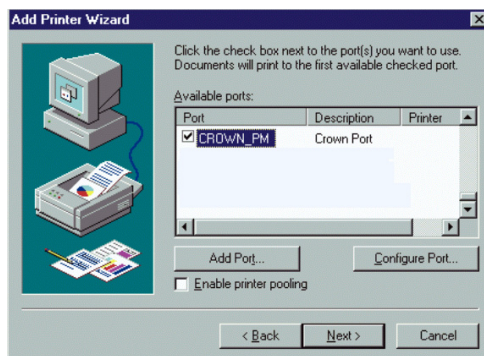 Add Printer Wizard
Click the check box next to the port(s) you want to use.
Documents will print to the first available checked port.
Available ports:
Port Description Printer
CROWN_PM Crown Port
Add Port... Configure Port...
Enable printer pooling
< Back Next > Cancel